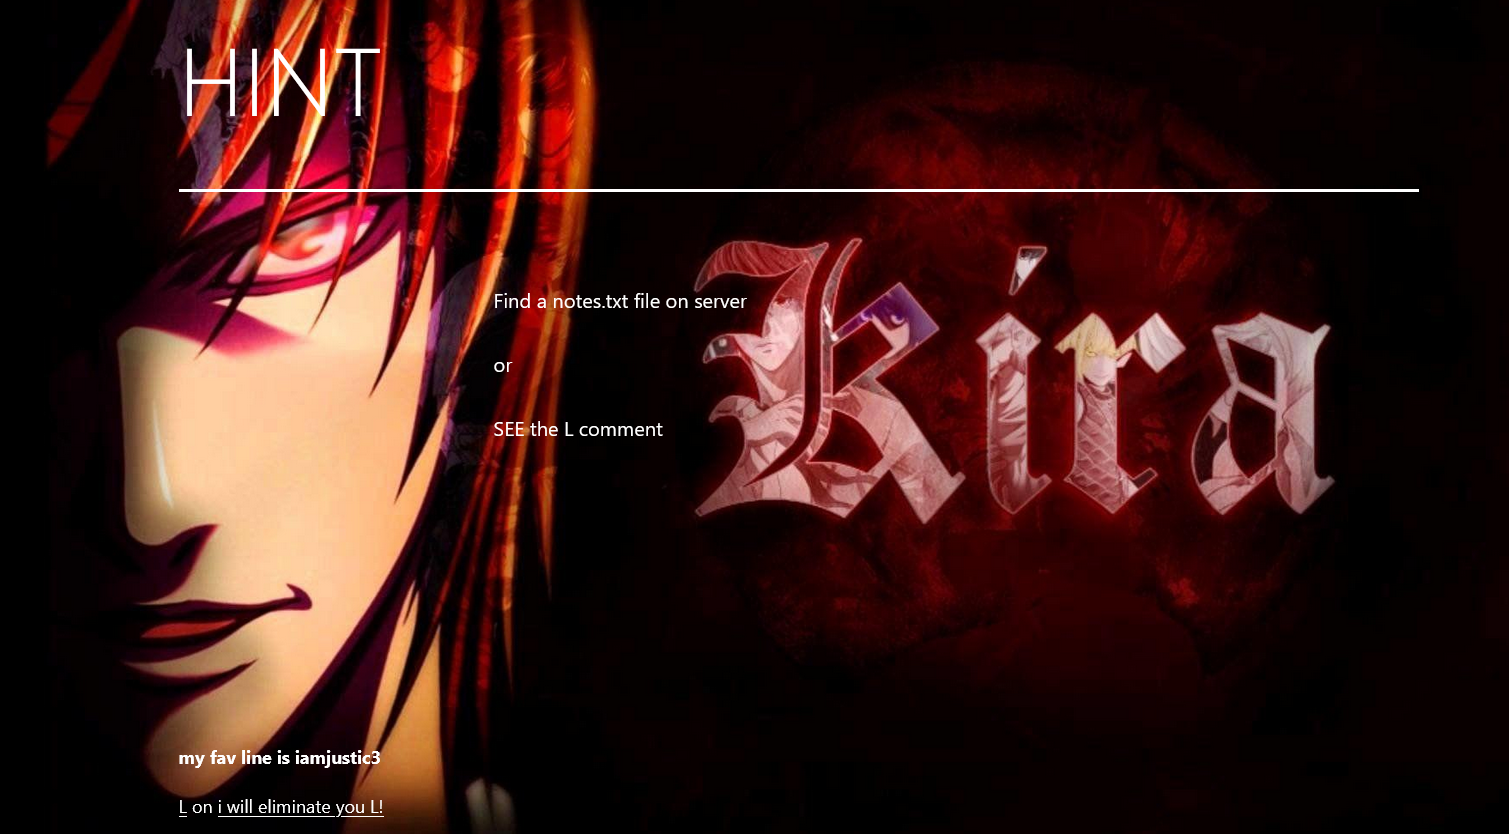 HINT
Find a notes.txt file on server
or
SEE the L comment
Kira
my fav line is iamjustic3
L on i will eliminate you L!